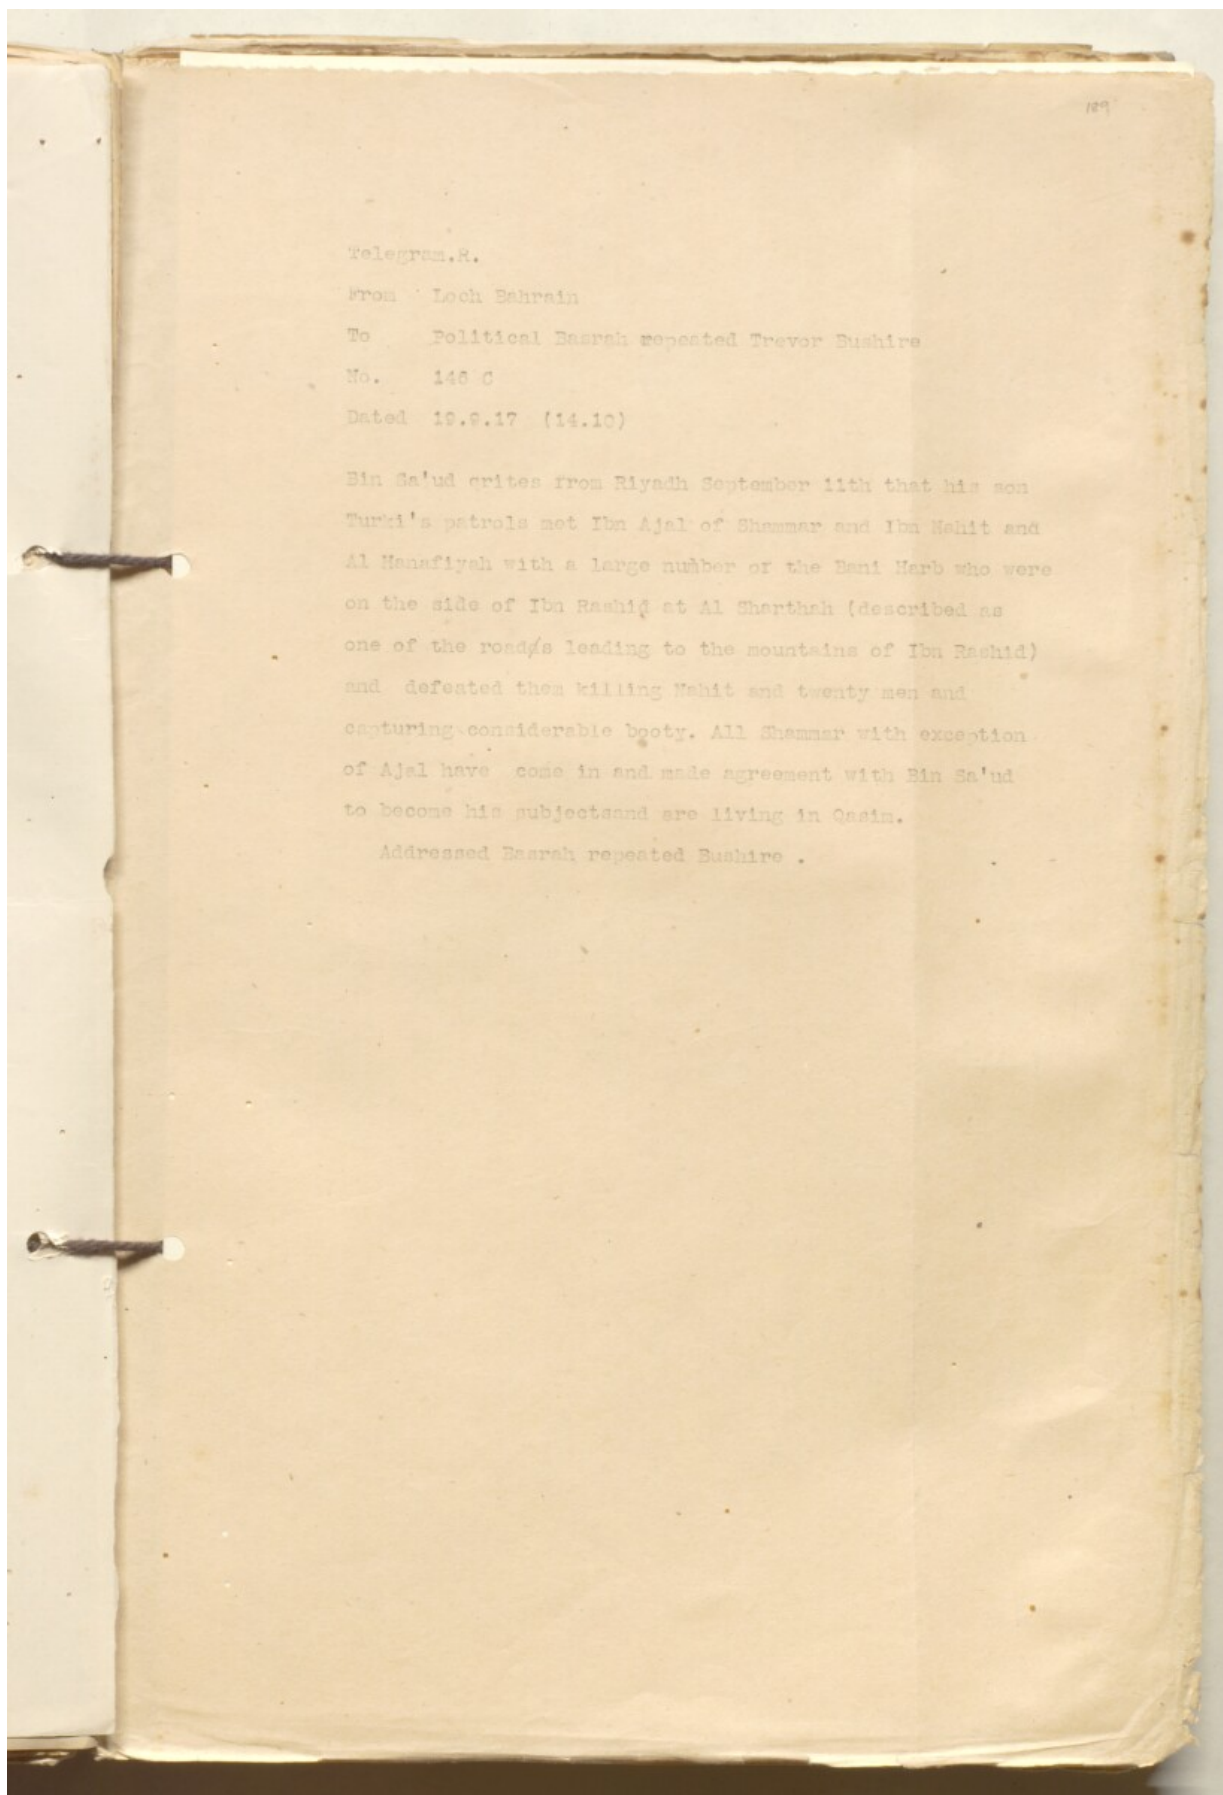 189
Telegram.R.
From Loch Bahrain
To Political Basrah repeated Trevor Bushire
No. 146 C
Dated 19.9.17 (14.10)
Bin Sa'ud qrites from Riyadh September 11th that his son
Turki's patrols met Ibn Ajal of Shammar and Ibn Nahit and
Al Hanafiyah with a large number of the Bani Harb who were
on the side of Ibn Rashid at Al Sharthah (described as
one of the roads leading to the mountains of Ibn Rashid)
and defeated them killing Nahit and twenty men and
capturing considerable booty. All Shammar with exception
of Ajal have come in and made agreement with Bin Sa'ud
to become his subjectsand are living in Qasim.
Addressed Basrah repeated Bushire .